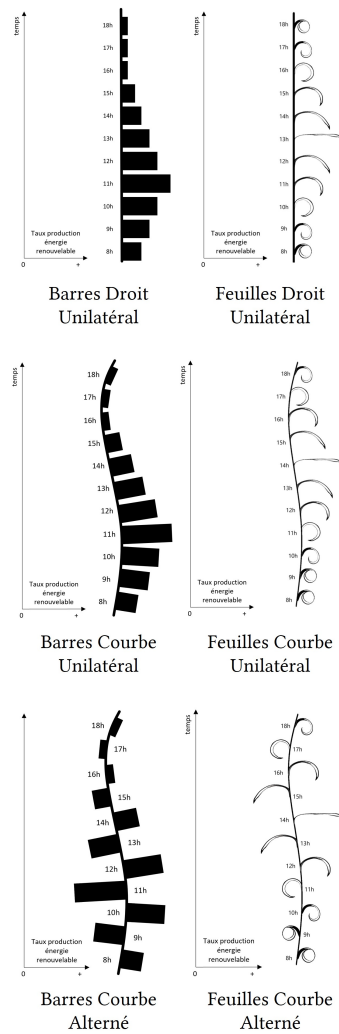 temps
18h
17h
16h
15h
14h
13h
12h
11h
10h
9h
8h
Taux production
énergie
renouvelable
0
+
Barres Droit
Unilatéral
temps
18h
17h
16h
15h
14h
13h
12h
11h
10h
9h
8h
Taux production
énergie
renouvelable
0
+
Feuilles Droit
Unilatéral
temps
18h
17h
16h
15h
14h
13h
12h
11h
10h
9h
8h
Taux production
énergie
renouvelable
0
+
Barres Courbe
Unilatéral
temps
18h
17h
16h
15h
14h
13h
12h
11h
10h
9h
8h
Taux production
énergie
renouvelable
0
+
Feuilles Courbe
Unilatéral
temps
18h
17h
16h
15h
14h
13h
12h
11h
10h
9h
8h
Taux production
énergie
renouvelable
0
+
Barres Courbe
Alterné
temps
18h
17h
16h
15h
14h
13h
12h
11h
10h
9h
8h
Taux production
énergie
renouvelable
0
+
Feuilles Courbe
Alterné